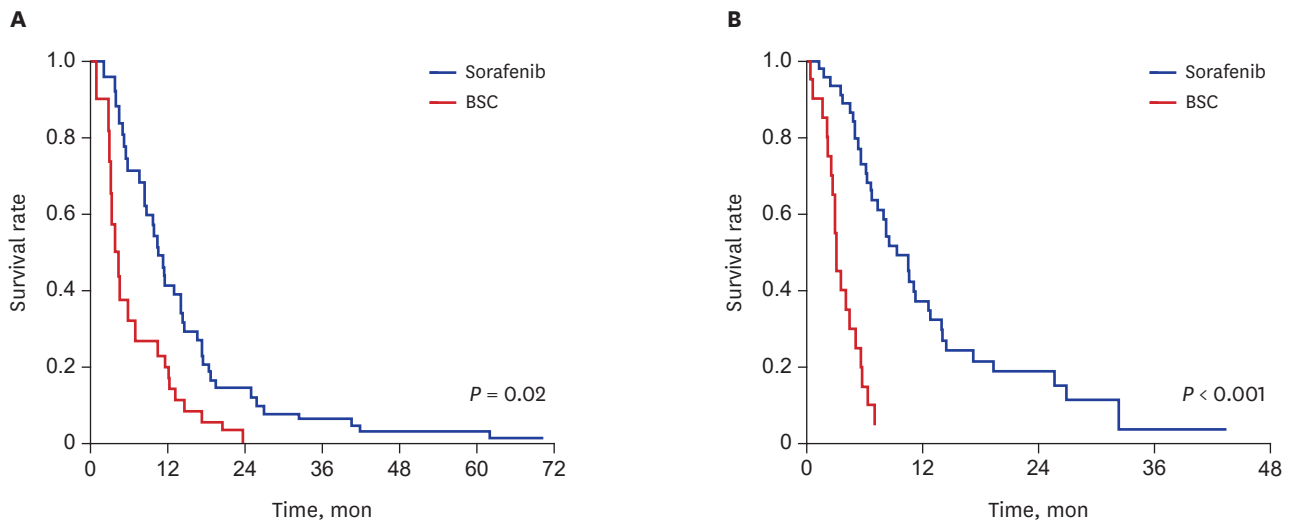 A
Survival rate
1.0
0.8
0.6
0.4
0.2
0
Sorafenib
BSC
P = 0.02
0 12 24 36 48 60 72
Time, mon
B
Survival rate
1.0
0.8
0.6
0.4
0.2
0
Sorafenib
BSC
P < 0.001
0 12 24 36 48
Time, mon